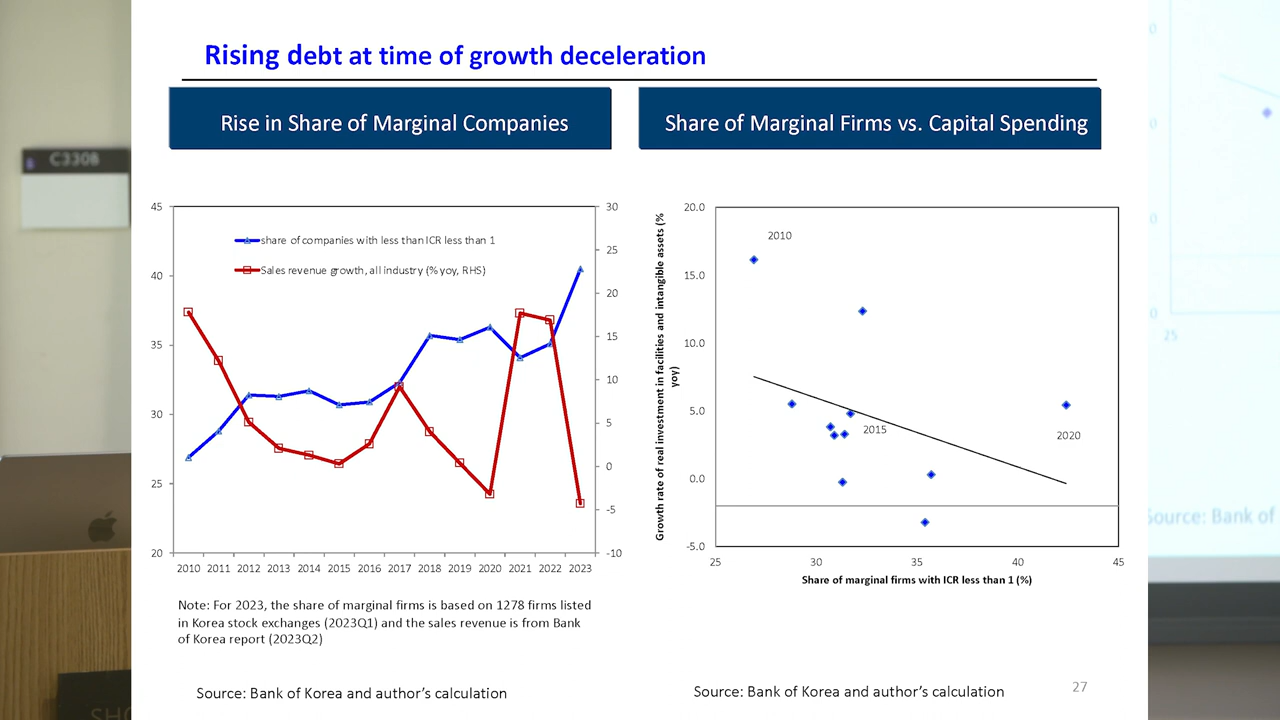 Rising debt at time of growth deceleration
Rise in Share of Marginal Companies
Share of Marginal Firms vs. Capital Spending
45
40
35
30
25
20
30
25
20
15
10
5
0
-5
-10
share of companies with less than ICR less than 1
Sales revenue growth, all industry (% yoy, RHS)
2010 2011 2012 2013 2014 2015 2016 2017 2018 2019 2020 2021 2022 2023
Note: For 2023, the share of marginal firms is based on 1278 firms listed
in Korea stock exchanges (2023Q1) and the sales revenue is from Bank
of Korea report (2023Q2)
Source: Bank of Korea and author's calculation
Growth rate of real investment in facilities and intangible assets (%
yoy)
20.0
15.0
10.0
5.0
0.0
-5.0
2010
2015
2020
25 30 35 40 45
Share of marginal firms with ICR less than 1 (%)
Source: Bank of Korea and author's calculation
27
C330B
25
Source: Bank of